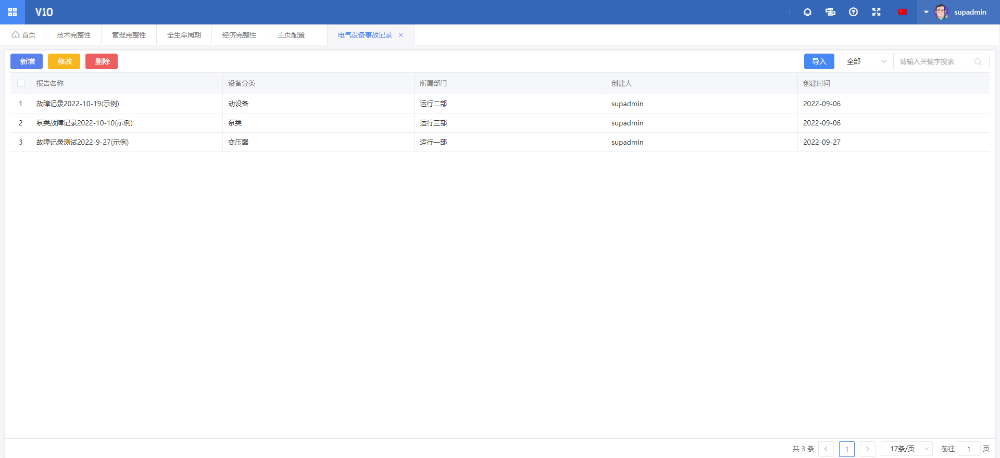 V10
supadmin
首页 技术完整性 管理完整性 全生命周期 经济完整性 主页配置 电气设备事故记录
新增 修改 删除 导入 全部 请输入关键字搜索
报告名称 设备分类 所属部门 创建人 创建时间
1 故障记录2022-10-19(示例) 动设备 运行二部 supadmin 2022-09-06
2 泵类故障记录2022-10-10(示例) 泵类 运行三部 supadmin 2022-09-06
3 故障记录测试2022-9-27(示例) 变压器 运行一部 supadmin 2022-09-27
共 3 条 1 17条/页 前往 1 页